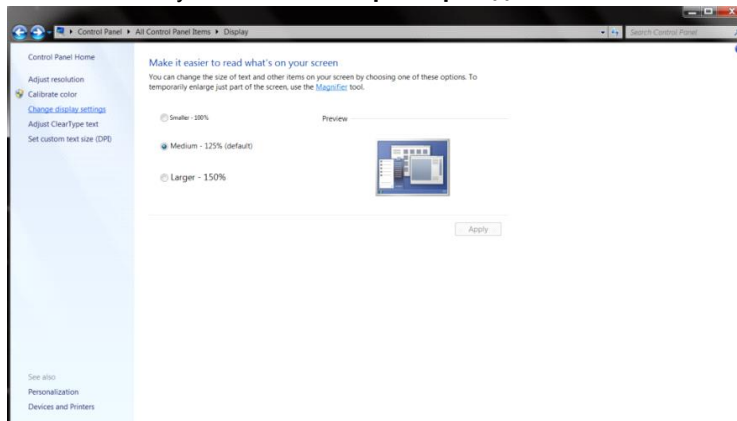 Control Panel ▸ All Control Panel Items ▸ Display
Search Control Panel
Control Panel Home
Adjust resolution
Calibrate color
Change display settings
Adjust ClearType text
Set custom text size (DPI)
Make it easier to read what's on your screen
You can change the size of text and other items on your screen by choosing one of these options. To
temporarily enlarge just part of the screen, use the Magnifier tool.
Smaller - 100%
Preview
Medium - 125% (default)
Larger - 150%
Apply
See also
Personalization
Devices and Printers